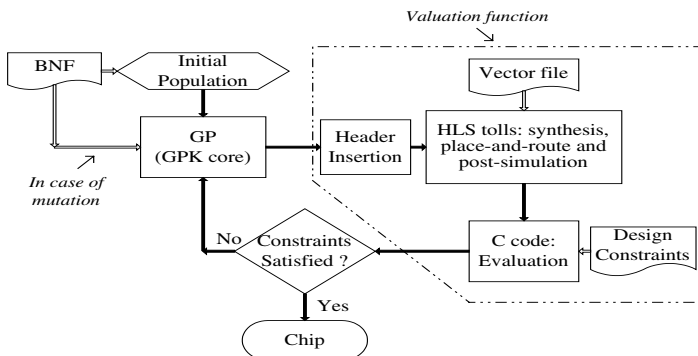 Valuation function
BNF
Initial
Population
Vector file
GP
(GPK core)
Header
Insertion
HLS tolls: synthesis,
place-and-route and
post-simulation
In case of
mutation
No
Constraints
Satisfied ?
C code:
Evaluation
Design
Constraints
Yes
Chip